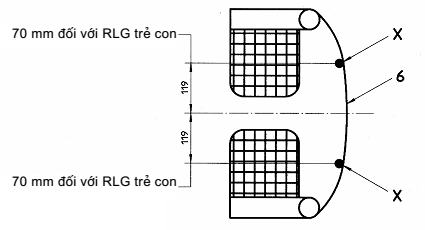 70 mm đối với RLG trẻ con
X
6
119
119
70 mm đối với RLG trẻ con
X